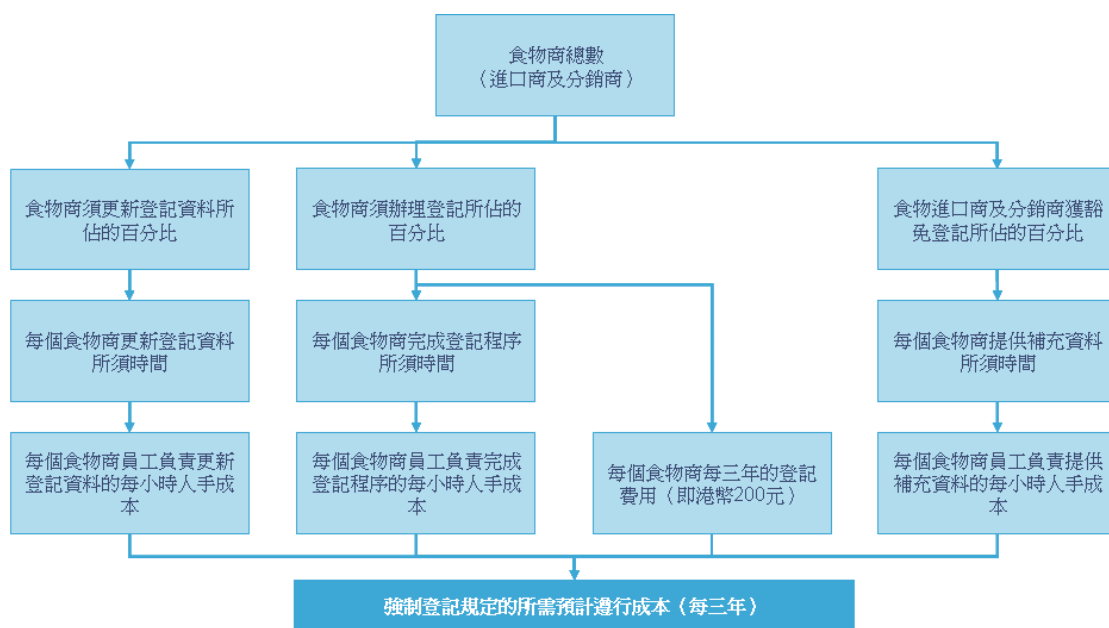 食物商總數
（進口商及分銷商）
食物商須更新登記資料所
佔的百分比
食物商須辦理登記所佔的
百分比
食物進口商及分銷商獲豁
免登記所佔的百分比
每個食物商更新登記資料
所須時間
每個食物商完成登記程序
所須時間
每個食物商提供補充資料
所須時間
每個食物商員工負責更新
登記資料的每小時人手成
本
每個食物商員工負責完成
登記程序的每小時人手成
本
每個食物商每三年的登記
費用（即港幣200元）
每個食物商員工負責提供
補充資料的每小時人手成
本
強制登記規定的所需預計遵行成本（每三年）